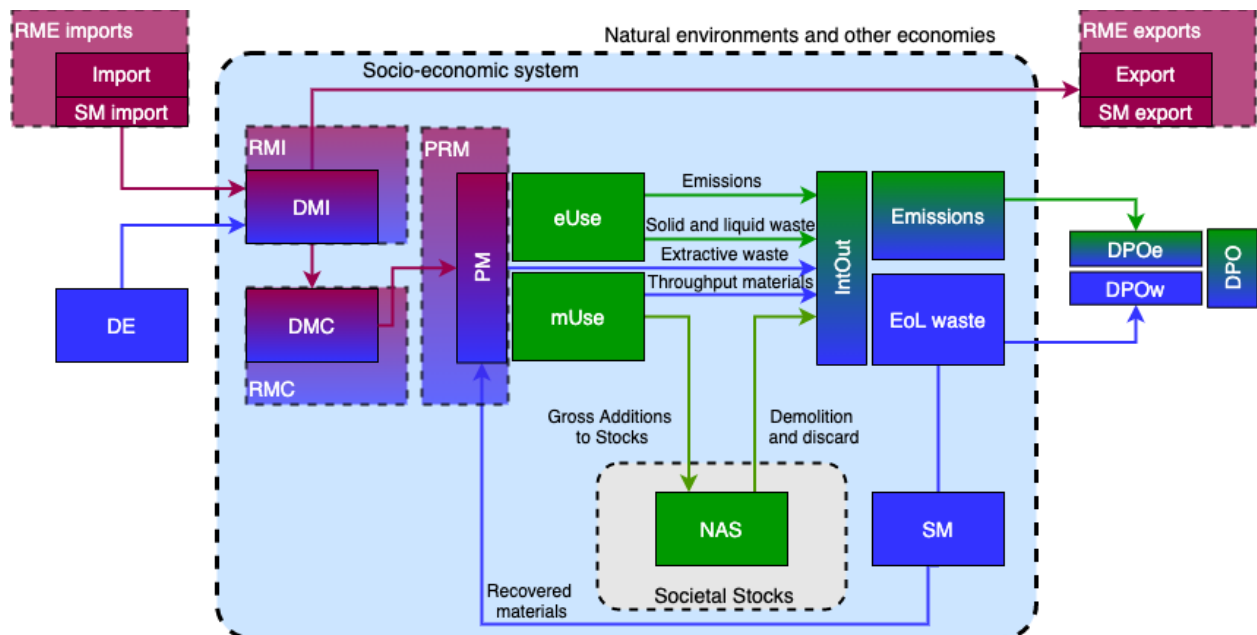 RME imports
Import
SM import
Natural environments and other economies
RME exports
Export
SM export
Socio-economic system
RMI
DMI
PRM
PM
eUse
mUse
Emissions
Solid and liquid waste
Extractive waste
Throughput materials
IntOut
Emissions
EoL waste
DPOe
DPOw
DPO
DE
DMC
RMC
Gross Additions
to Stocks
Demolition
and discard
NAS
Societal Stocks
SM
Recovered
materials